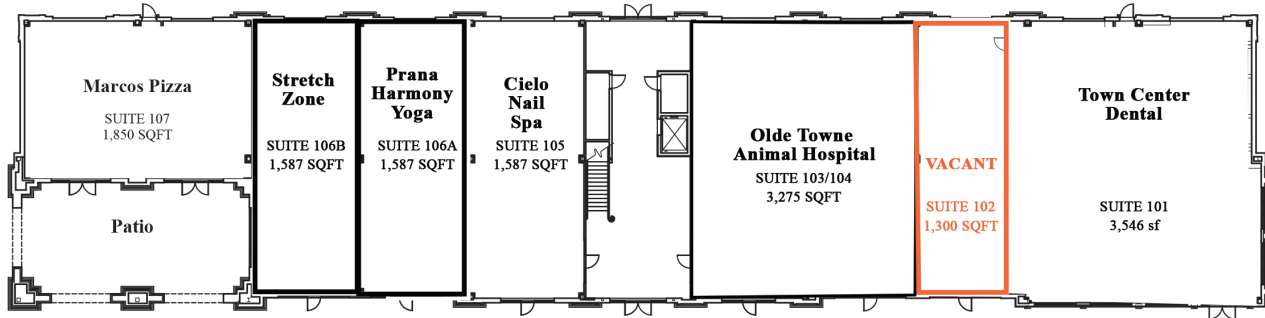 Marcos Pizza
SUITE 107
1,850 SQFT
Patio
Stretch
Zone
SUITE 106B
1,587 SQFT
Prana
Harmony
Yoga
SUITE 106A
1,587 SQFT
Cielo
Nail
Spa
SUITE 105
1,587 SQFT
Olde Towne
Animal Hospital
SUITE 103/104
3,275 SQFT
VACANT
SUITE 102
1,300 SQFT
Town Center
Dental
SUITE 101
3,546 sf